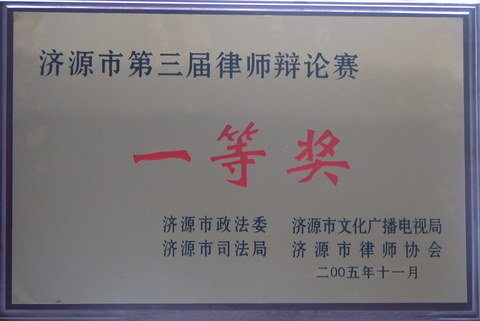 济源市第三届律师辩论赛
一等奖
济源市政法委 济源市文化广播电视局
济源市司法局 济源市律师协会
二00五年十一月